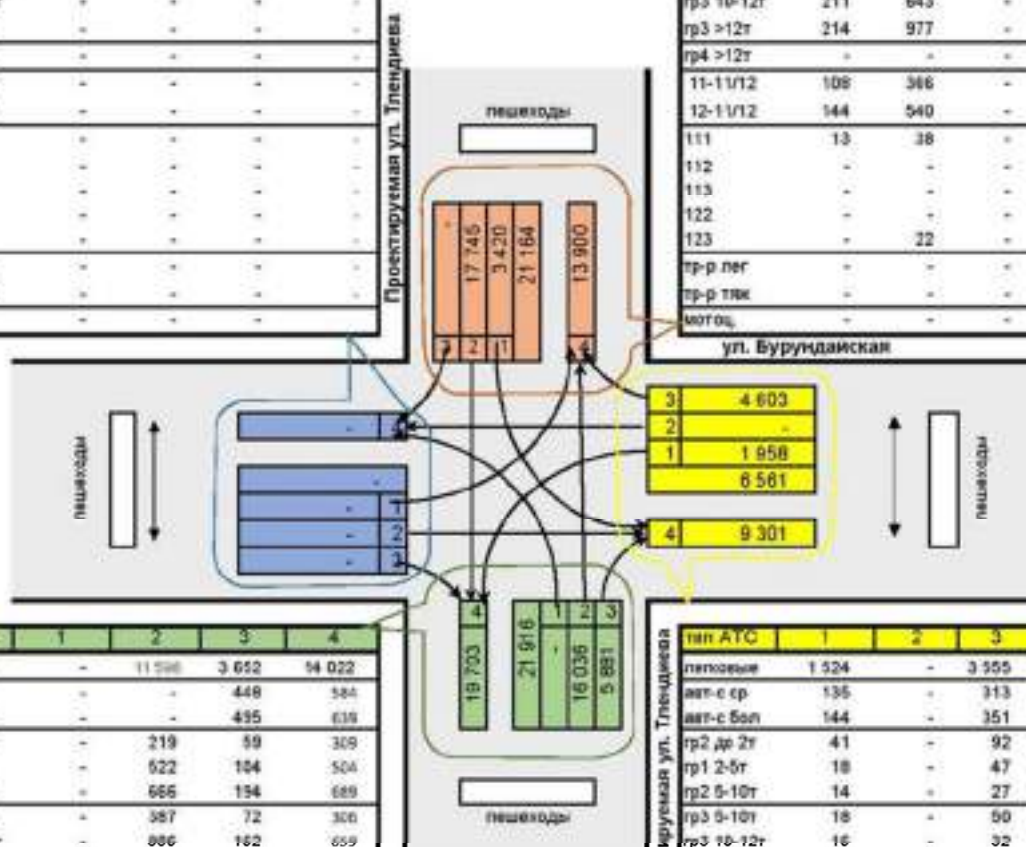 гр3 10-12т 211 643 -
гр3 >12т 214 977 -
гр4 >12т - - -
11-11/12 108 366 -
12-11/12 144 540 -
111 13 38 -
112 - - -
113 - - -
122 - - -
123 - 22 -
тр-р лег - - -
тр-р тяж - - -
мотоц. - - -
Проектируемая ул. Тлендиева
ул. Бурундайская
пешеходы
- 17 745 3 420 21 164 13 900
3 2 1 4
3 4 603
2 -
1 1 958
6 561
4 9 301
- 4
-
- 1
- 2
- 3
пешеходы
пешеходы
4 1 2 3
19 703 21 916 - 16 036 5 881
пешеходы
1 2 3 4
- 3 652 14 022
- - 448 584
- - 495 639
- 219 59 309
- 522 104 504
- 666 194 689
- 387 72 306
- 162 659
ируемая ул. Тлендиева
тип АТС 1 2 3
легковые 1 524 - 3 555
авт-с ср 135 - 313
авт-с бол 144 - 351
гр2 до 2т 41 - 92
гр1 2-5т 18 - 47
гр2 5-10т 14 - 27
гр3 5-10т 18 - 50
гр3 10-12т 16 - 32